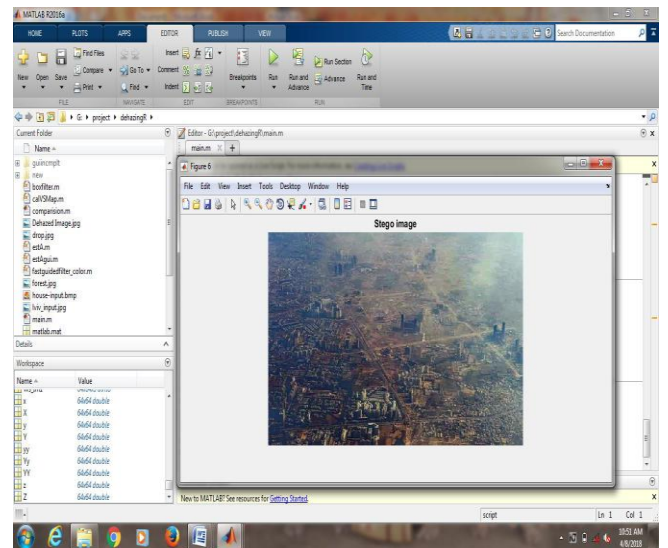 MATLAB R2016a
HOME PLOTS APPS EDITOR PUBLISH VIEW Search Documentation
New Open Save Find Files Compare Print Go To Find Insert Comment Indent Breakpoints Run Run and Advance Run Section Advance Run and Time
FILE NAVIGATE EDIT BREAKPOINTS RUN
G: project dehazingR
Current Folder
Name
guiincmplt
new
boxfilter.m
calVSMap.m
comparision.m
Dehazed Image.jpg
drop.jpg
estA.m
estAgui.m
fastguidedfilter_color.m
forest.jpg
house-input.bmp
lviv_input.jpg
main.m
matlab.mat
Details
Workspace
Name Value
x 64x64 double
X 64x64 double
y 64x64 double
Y 64x64 double
yy 64x64 double
Yy 64x64 double
YY 64x64 double
z 64x64 double
Z 64x64 double
Editor - G:\project\dehazingR\main.m
main.m
Figure 6
File Edit View Insert Tools Desktop Window Help
Stego image
New to MATLAB? See resources for Getting Started.
script Ln 1 Col 1
10:51 AM
4/8/2018